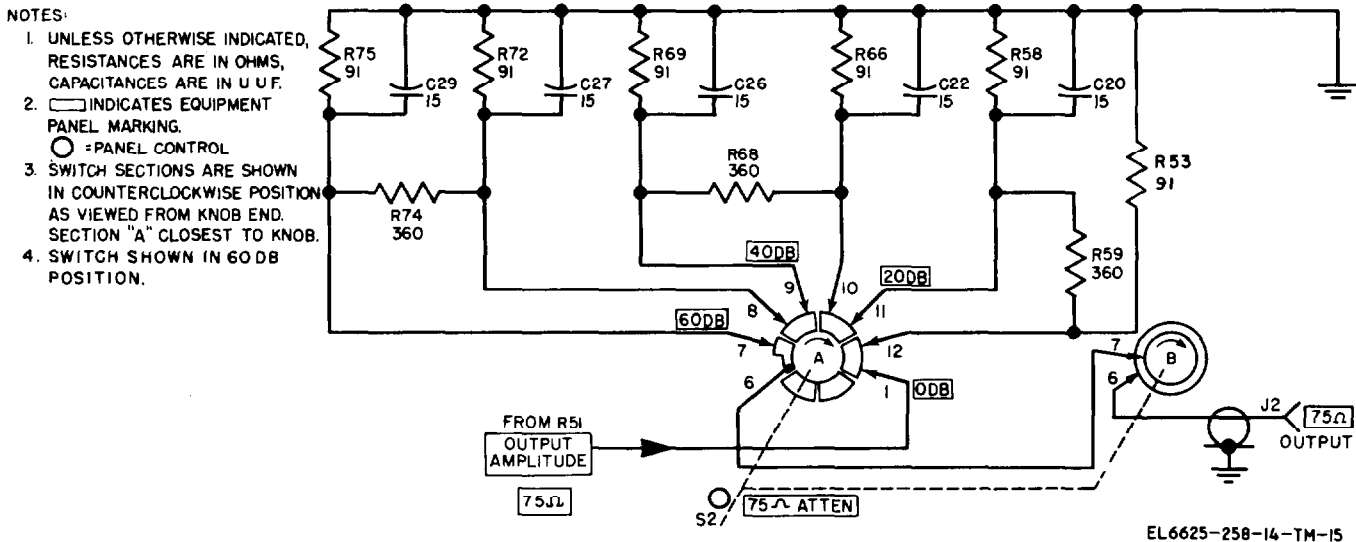 NOTES:
1. UNLESS OTHERWISE INDICATED,
RESISTANCES ARE IN OHMS,
CAPACITANCES ARE IN U U F.
2. INDICATES EQUIPMENT
PANEL MARKING.
= PANEL CONTROL
3. SWITCH SECTIONS ARE SHOWN
IN COUNTERCLOCKWISE POSITION
AS VIEWED FROM KNOB END.
SECTION "A" CLOSEST TO KNOB.
4. SWITCH SHOWN IN 60 DB
POSITION.
R75
91
C29
15
R72
91
C27
15
R69
91
C26
15
R66
91
C22
15
R58
91
C20
15
R53
91
R74
360
R68
360
R59
360
40DB
20DB
60DB
0DB
9
10
8
11
7
12
6
1
A
7
6
B
FROM R51
OUTPUT
AMPLITUDE
75Ω
S2
75Ω ATTEN
J2
75Ω
OUTPUT
EL6625-258-14-TM-15